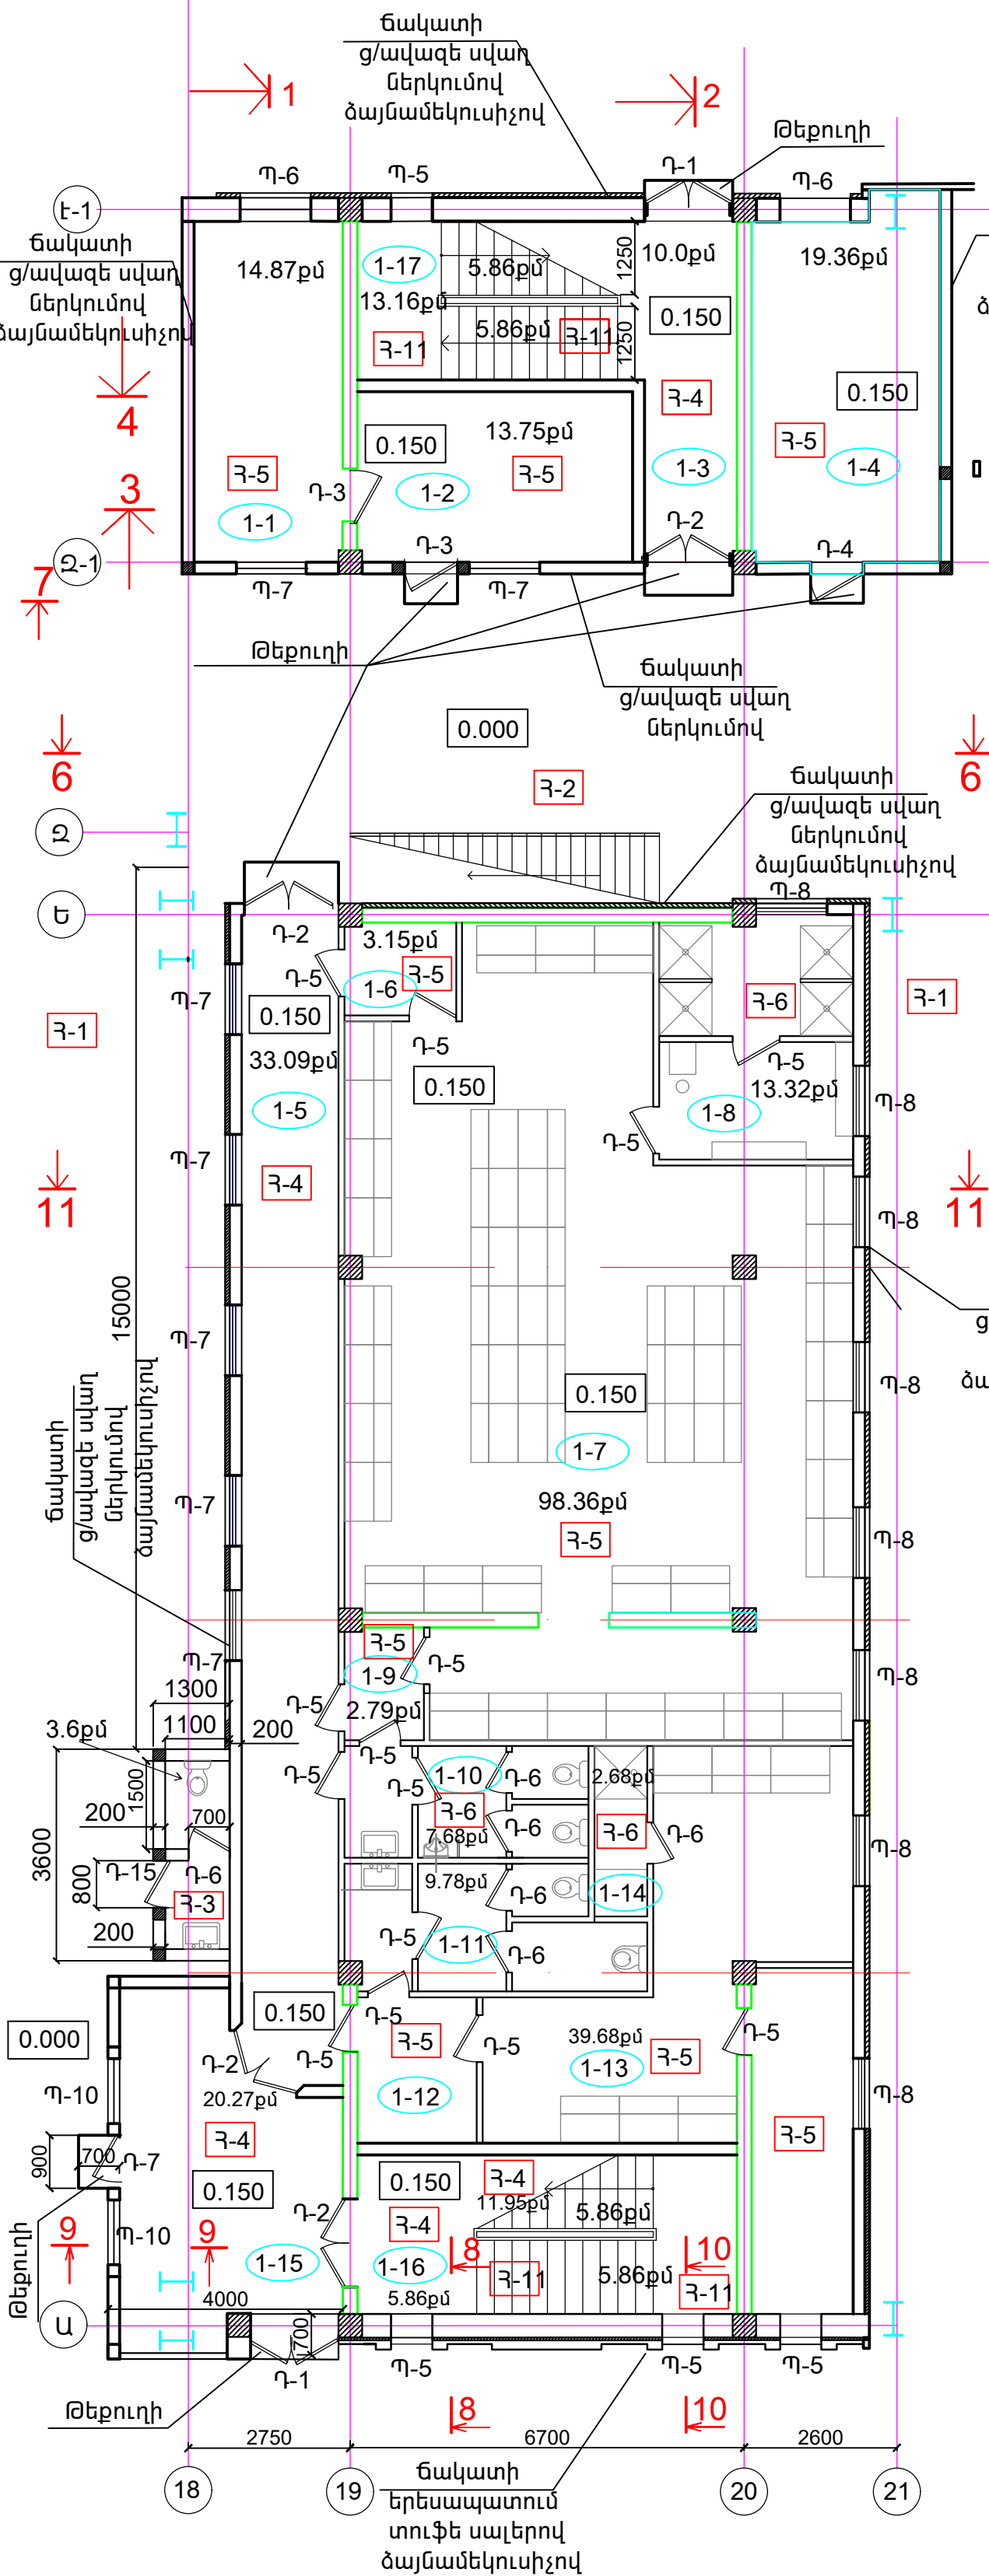 Ճակատի
ց/ավազե սվաղ
ներկումով
ձայնամեկուսիչով
1
2
Թեքուղի
Դ-1
Պ-6
Պ-5
Պ-6
Է-1
Ճակատի
ց/ավազե սվաղ
ներկումով
ձայնամեկուսիչով
14.87քմ
1-17
5.86քմ
1250
10.0քմ
19.36քմ
13.16քմ
0.150
5.86քմ
Հ-11
Հ-11
1250
4
Հ-4
0.150
13.75քմ
0.150
Հ-5
Հ-5
Հ-5
1-3
1-4
3
Դ-3
1-2
1-1
Դ-2
Դ-3
Դ-4
Զ-1
7
Պ-7
Պ-7
Թեքուղի
Ճակատի
ց/ավազե սվաղ
ներկումով
0.000
6
6
Հ-2
Ճակատի
ց/ավազե սվաղ
ներկումով
ձայնամեկուսիչով
Զ
Պ-8
Ե
Դ-2
3.15քմ
Դ-5
Հ-5
1-6
Պ-7
Հ-6
Հ-1
Հ-1
0.150
Դ-5
33.09քմ
Դ-5
0.150
13.32քմ
1-5
1-8
Պ-8
Դ-5
Պ-7
Հ-4
11
11
Պ-8
15000
Պ-7
0.150
Պ-8
Ճակատի
ց/ավազե սվաղ
ներկումով
ձայնամեկուսիչով
1-7
98.36քմ
Պ-7
Հ-5
Պ-8
Հ-5
Պ-7
1-9
Դ-5
Պ-8
1300
Դ-5
2.79քմ
1100
200
3.6քմ
Դ-5
Դ-5
1-10
Դ-6
2.68քմ
Դ-5
1500
Հ-6
200
700
7.68քմ
Դ-6
Հ-6
Դ-6
Պ-8
3600
800
Դ-15
Դ-6
9.78քմ
1-14
Հ-3
Դ-6
200
Դ-5
1-11
Դ-6
0.150
Դ-5
0.000
Հ-5
39.68քմ
Դ-5
Դ-5
Դ-5
Հ-5
Դ-2
1-13
Պ-10
1-12
Պ-8
20.27քմ
Հ-4
Հ-5
900
700
Դ-7
0.150
0.150
Հ-4
11.95քմ
5.86քմ
Թեքուղի
Դ-2
Հ-4
Պ-10
9
9
8
10
1-15
1-16
Հ-11
5.86քմ
Հ-11
4000
5.86քմ
Ա
700
Դ-1
Պ-5
Պ-5
Պ-5
Թեքուղի
8
10
2750
6700
2600
18
19
20
21
Ճակատի
երեսապատում
տուֆե սալերով
ձայնամեկուսիչով